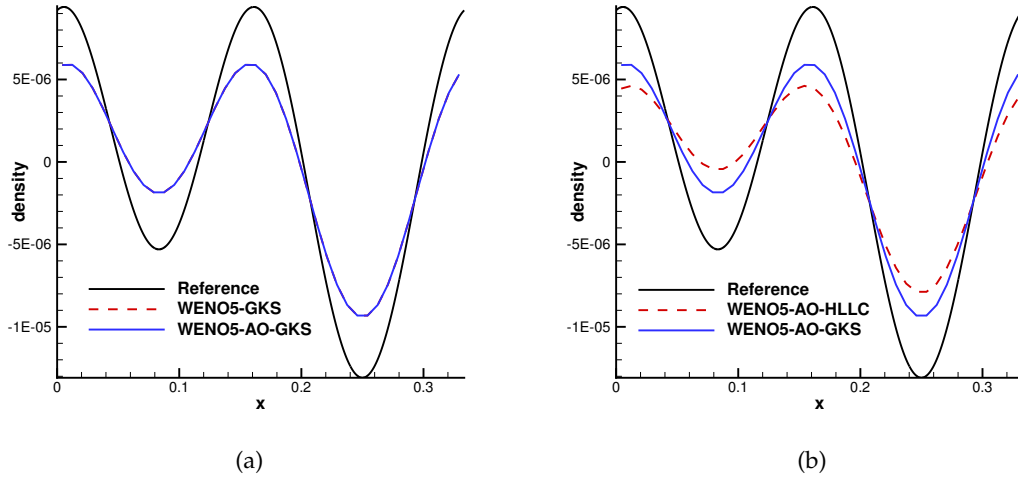 5E-06
0
-5E-06
-1E-05
density
Reference
WENO5-GKS
WENO5-AO-GKS
0 0.1 0.2 0.3
x
(a)
5E-06
0
-5E-06
-1E-05
density
Reference
WENO5-AO-HLLC
WENO5-AO-GKS
0 0.1 0.2 0.3
x
(b)